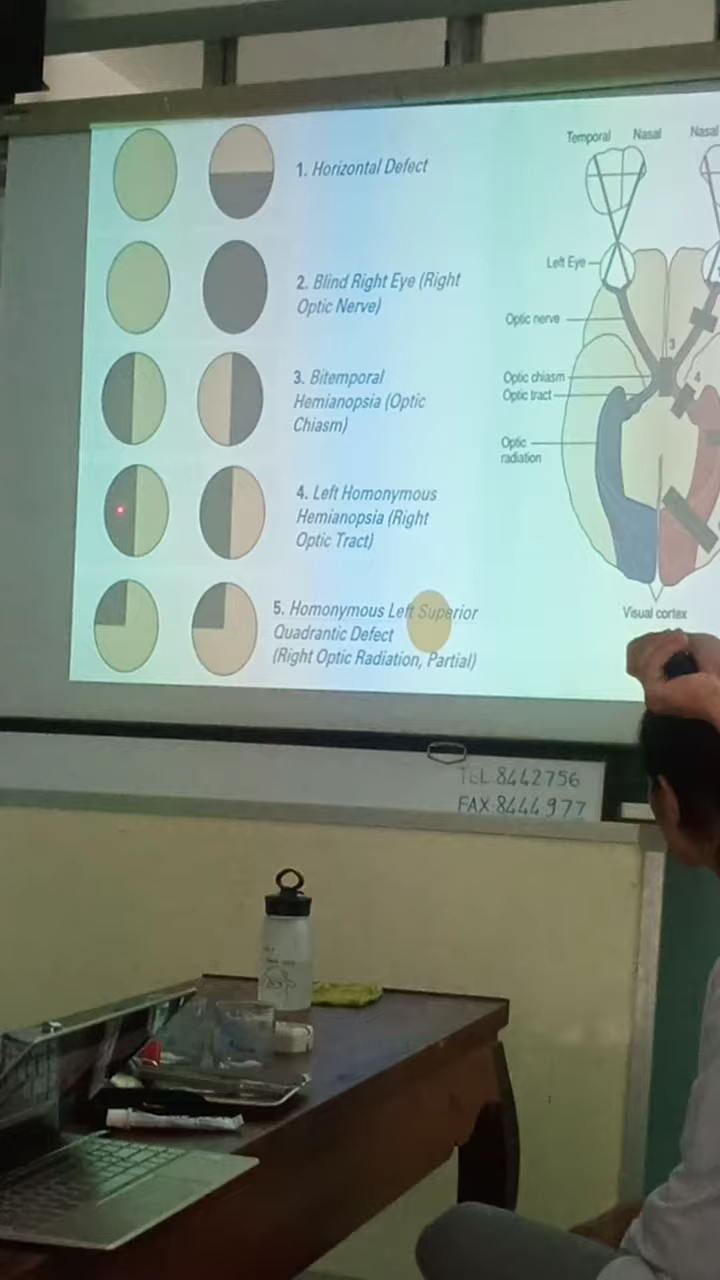 1. Horizontal Defect
2. Blind Right Eye (Right
Optic Nerve)
3. Bitemporal
Hemianopsia (Optic
Chiasm)
4. Left Homonymous
Hemianopsia (Right
Optic Tract)
5. Homonymous Left Superior
Quadrantic Defect
(Right Optic Radiation, Partial)
Temporal Nasal Nasal
Left Eye
Optic nerve
3
Optic chiasm
4
Optic tract
Optic
radiation
Visual cortex
TEL.8442756
FAX:8444977